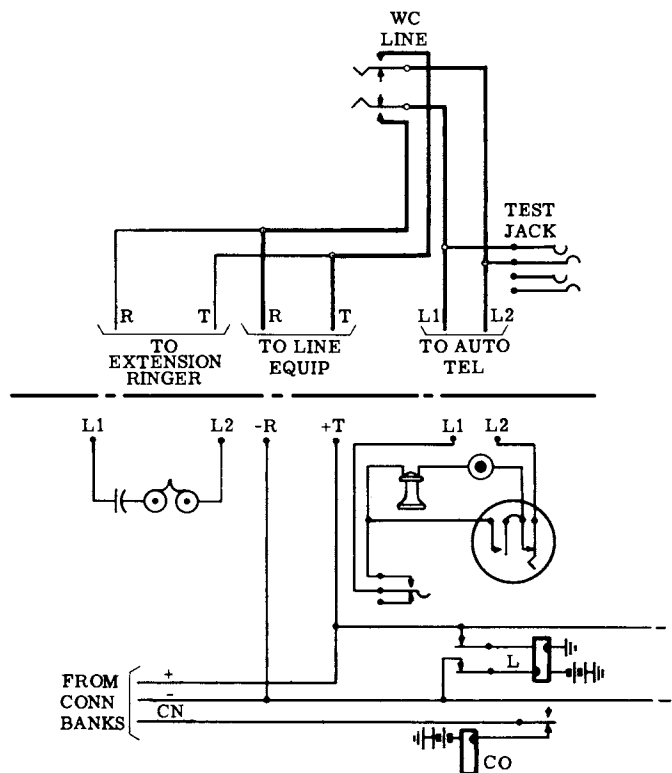 WC
LINE
TEST
JACK
R T R T L1 L2
TO
EXTENSION
RINGER
TO LINE
EQUIP
TO AUTO
TEL
L1 L2 -R +T L1 L2
L
FROM
CONN
BANKS
+
-
CN
CO